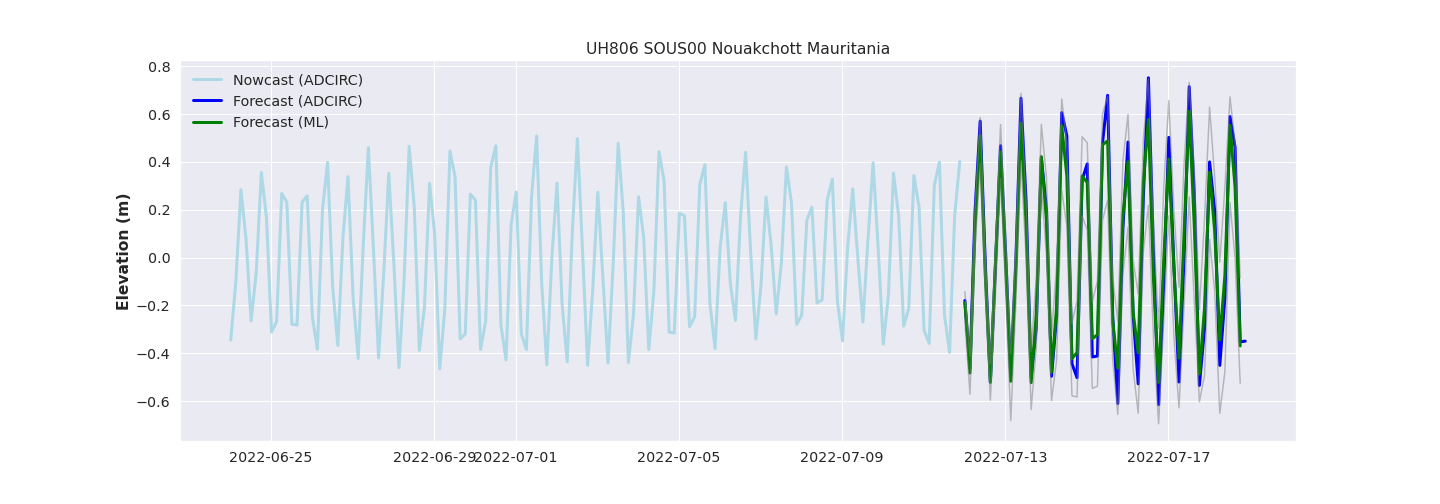 UH806 SOUS00 Nouakchott Mauritania
Nowcast (ADCIRC)
Forecast (ADCIRC)
Forecast (ML)
Elevation (m)
0.8
0.6
0.4
0.2
0.0
−0.2
−0.4
−0.6
2022-06-25 2022-06-29 2022-07-01 2022-07-05 2022-07-09 2022-07-13 2022-07-17